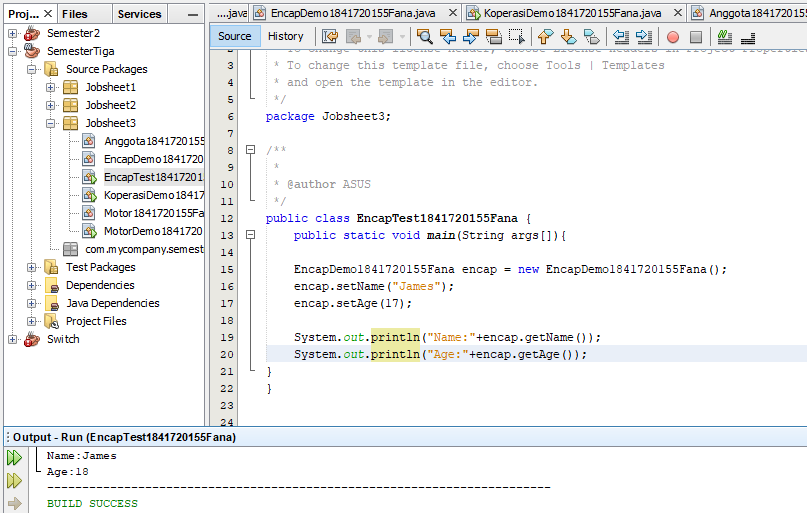 Proj... Files Services
Semester2
SemesterTiga
Source Packages
Jobsheet1
Jobsheet2
Jobsheet3
Anggota1841720155
EncapDemo184172
EncapTest1841720
KoperasiDemo1841
Motor1841720155Fa
MotorDemo184172
com.mycompany.semest
Test Packages
Dependencies
Java Dependencies
Project Files
Switch
....java EncapDemo1841720155Fana.java KoperasiDemo1841720155Fana.java Anggota18417201
Source History
3 * To change this template file, choose Tools | Templates
4 * and open the template in the editor.
5 */
6 package Jobsheet3;
7
8 /**
9 *
10 * @author ASUS
11 */
12 public class EncapTest1841720155Fana {
13 public static void main(String args[]){
14
15 EncapDemo1841720155Fana encap = new EncapDemo1841720155Fana();
16 encap.setName("James");
17 encap.setAge(17);
18
19 System.out.println("Name:"+encap.getName());
20 System.out.println("Age:"+encap.getAge());
21 }
22 }
23
24
Output - Run (EncapTest1841720155Fana)
Name:James
Age:18
------------------------------------------------------------------------
BUILD SUCCESS